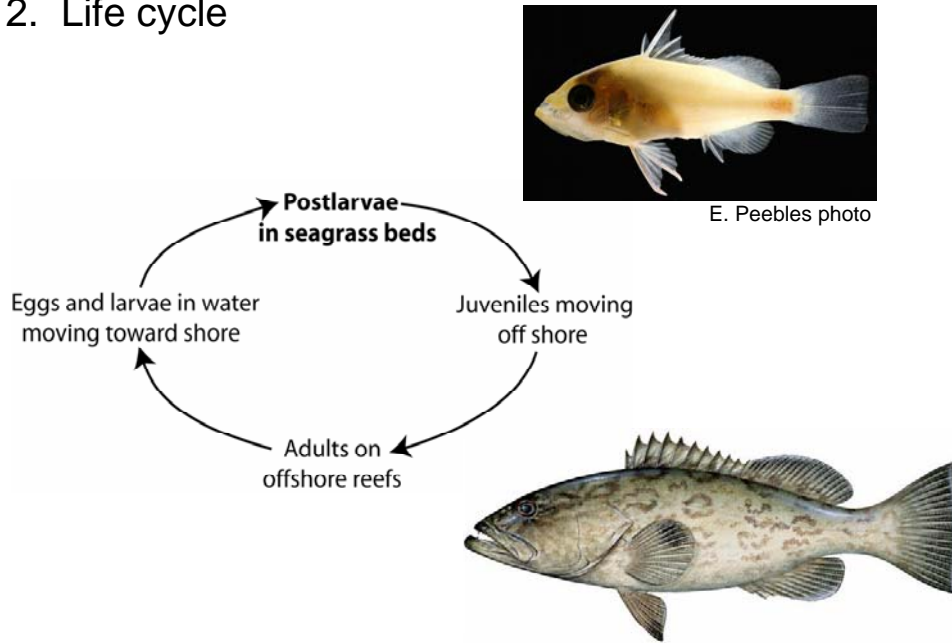 2. Life cycle
E. Peebles photo
Postlarvae
in seagrass beds
Eggs and larvae in water
moving toward shore
Juveniles moving
off shore
Adults on
offshore reefs